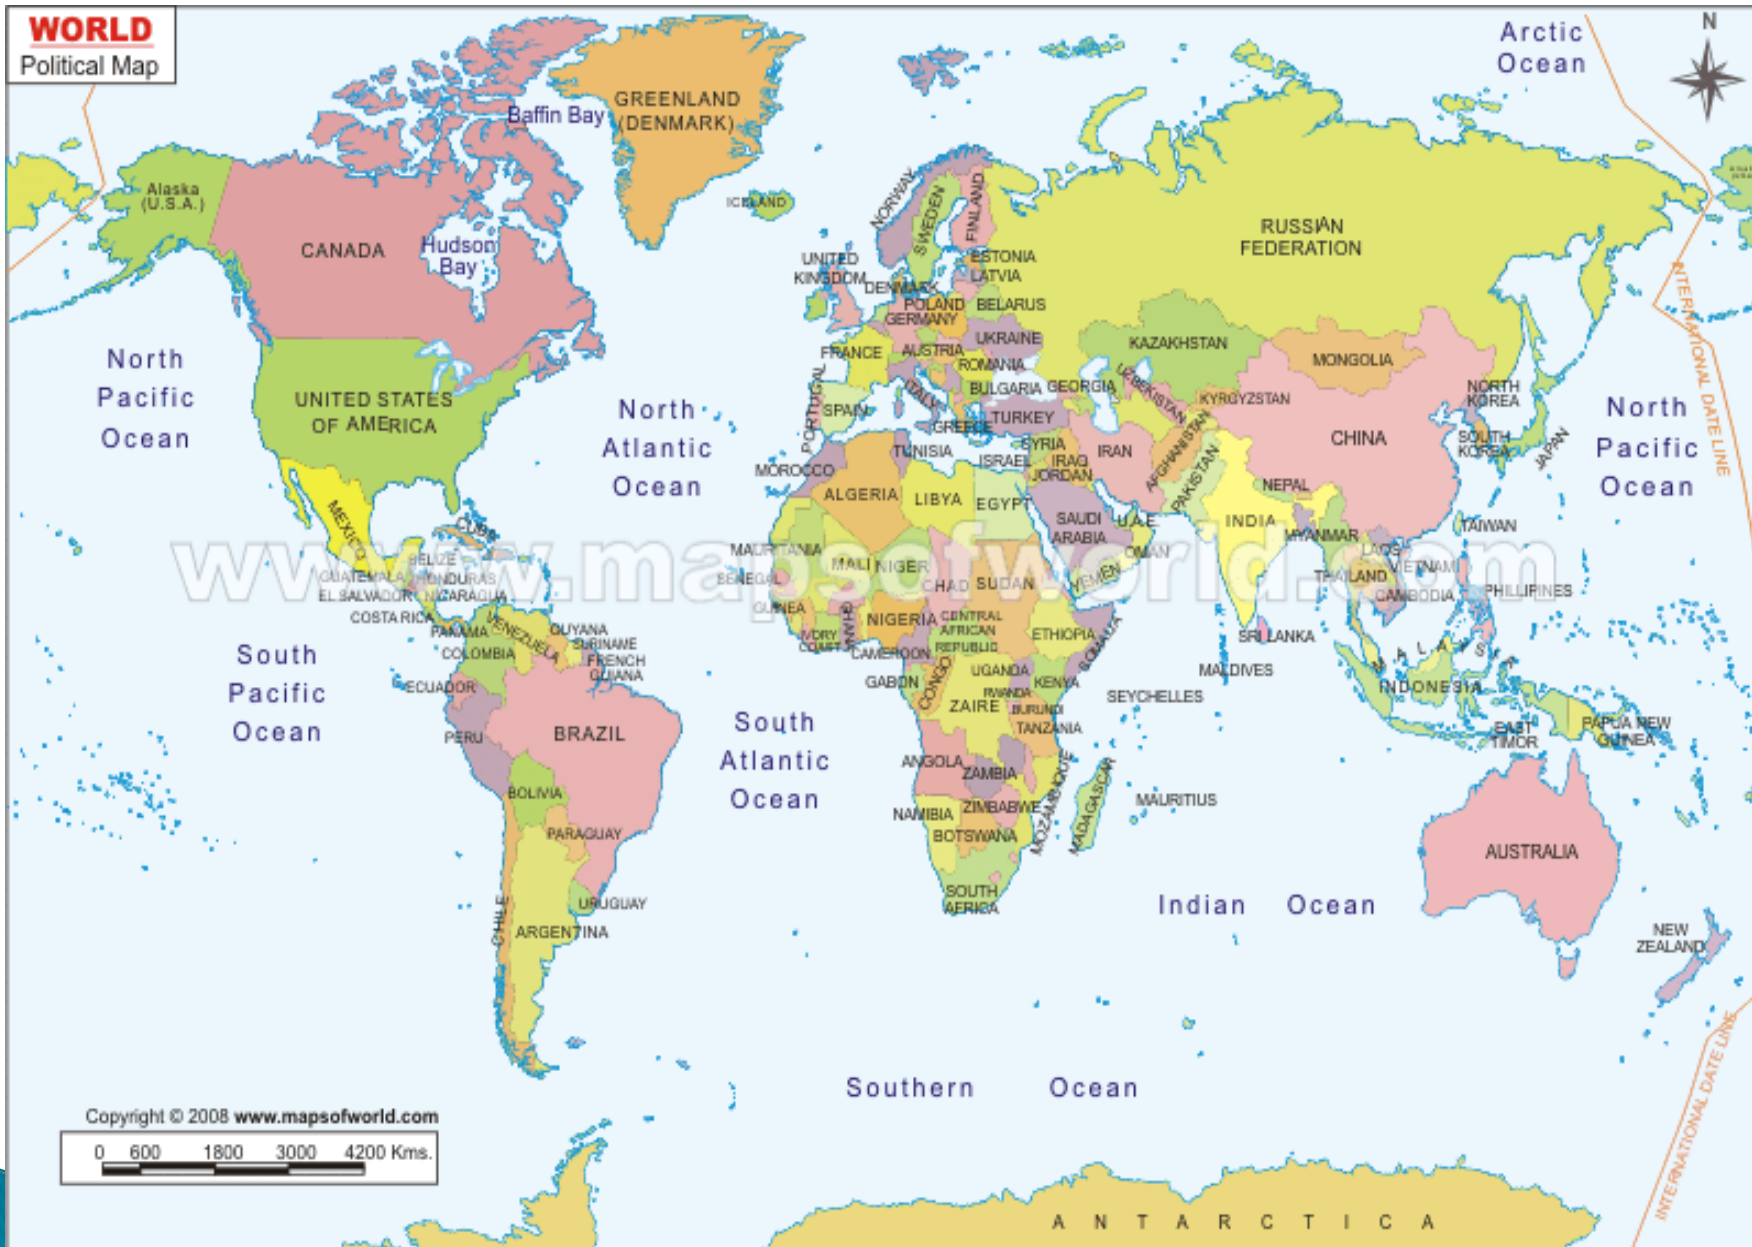 WORLD
Political Map
Arctic
Ocean
N
GREENLAND
(DENMARK)
Baffin Bay
Alaska
(U.S.A.)
ICELAND
CANADA
Hudson
Bay
NORWAY
SWEDEN
FINLAND
RUSSIAN
FEDERATION
UNITED
KINGDOM
ESTONIA
LATVIA
DENMARK
POLAND
BELARUS
GERMANY
UKRAINE
KAZAKHSTAN
MONGOLIA
INTERNATIONAL DATE LINE
North
Pacific
Ocean
FRANCE
AUSTRIA
ROMANIA
BULGARIA
GEORGIA
UZBEKISTAN
KYRGYZSTAN
NORTH
KOREA
UNITED STATES
OF AMERICA
North
Atlantic
Ocean
PORTUGAL
SPAIN
ITALY
GREECE
TURKEY
CHINA
SOUTH
KOREA
JAPAN
North
Pacific
Ocean
MOROCCO
TUNISIA
SYRIA
ISRAEL
IRAQ
JORDAN
IRAN
AFGHANISTAN
PAKISTAN
NEPAL
MEXICO
CUBA
ALGERIA
LIBYA
EGYPT
SAUDI
ARABIA
U.A.E.
OMAN
INDIA
MYANMAR
TAIWAN
www.mapsofworld.com
BELIZE
GUATEMALA
HONDURAS
EL SALVADOR
NICARAGUA
COSTA RICA
PANAMA
MAURITANIA
MALI
NIGER
CHAD
SUDAN
YEMEN
SENEGAL
GUINEA
IVORY
COAST
GHANA
NIGERIA
CENTRAL
AFRICAN
REPUBLIC
ETHIOPIA
SOMALIA
LAOS
VIETNAM
THAILAND
CAMBODIA
PHILLIPINES
SRI LANKA
MALDIVES
MALAYSIA
VENEZUELA
GUYANA
SURINAME
FRENCH
GUIANA
COLOMBIA
ECUADOR
CAMEROON
GABON
CONGO
UGANDA
KENYA
RWANDA
BURUNDI
ZAIRE
TANZANIA
SEYCHELLES
INDONESIA
EAST
TIMOR
PAPUA NEW
GUINEA
South
Pacific
Ocean
PERU
BRAZIL
South
Atlantic
Ocean
ANGOLA
ZAMBIA
MOZAMBIQUE
MADAGASCAR
MAURITIUS
BOLIVIA
PARAGUAY
NAMIBIA
ZIMBABWE
BOTSWANA
AUSTRALIA
CHILE
URUGUAY
ARGENTINA
SOUTH
AFRICA
Indian Ocean
NEW
ZEALAND
Southern Ocean
INTERNATIONAL DATE LINE
Copyright © 2008 www.mapsofworld.com
0 600 1800 3000 4200 Kms.
ANTARCTICA